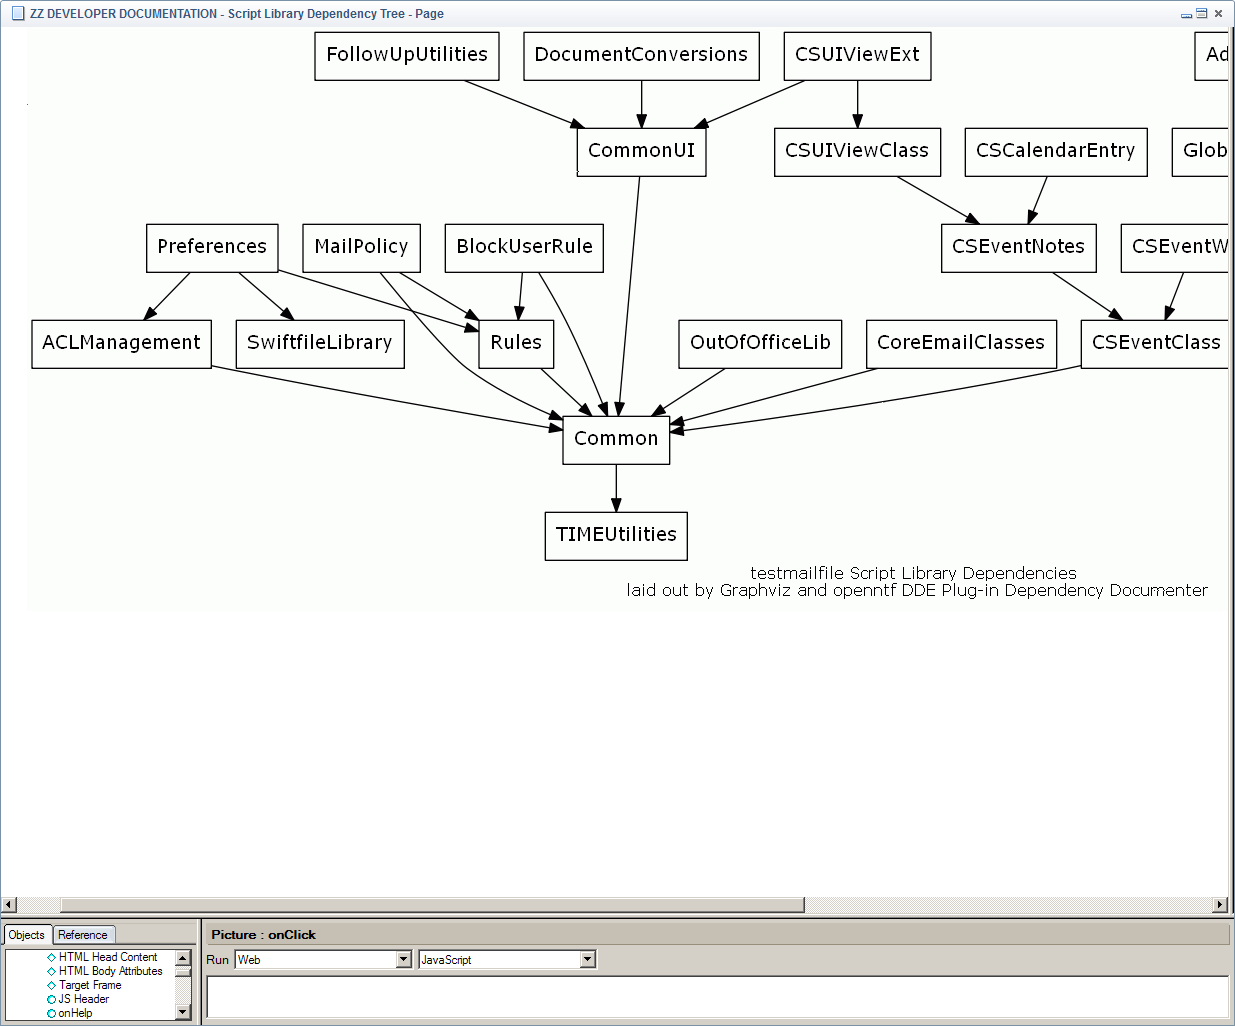 ZZ DEVELOPER DOCUMENTATION - Script Library Dependency Tree - Page
FollowUpUtilities
DocumentConversions
CSUIViewExt
Ad
CommonUI
CSUIViewClass
CSCalendarEntry
Glob
Preferences
MailPolicy
BlockUserRule
CSEventNotes
CSEventW
ACLManagement
SwiftfileLibrary
Rules
OutOfOfficeLib
CoreEmailClasses
CSEventClass
Common
TIMEUtilities
testmailfile Script Library Dependencies
laid out by Graphviz and openntf DDE Plug-in Dependency Documenter
Objects
Reference
HTML Head Content
HTML Body Attributes
Target Frame
JS Header
onHelp
Picture : onClick
Run
Web
JavaScript